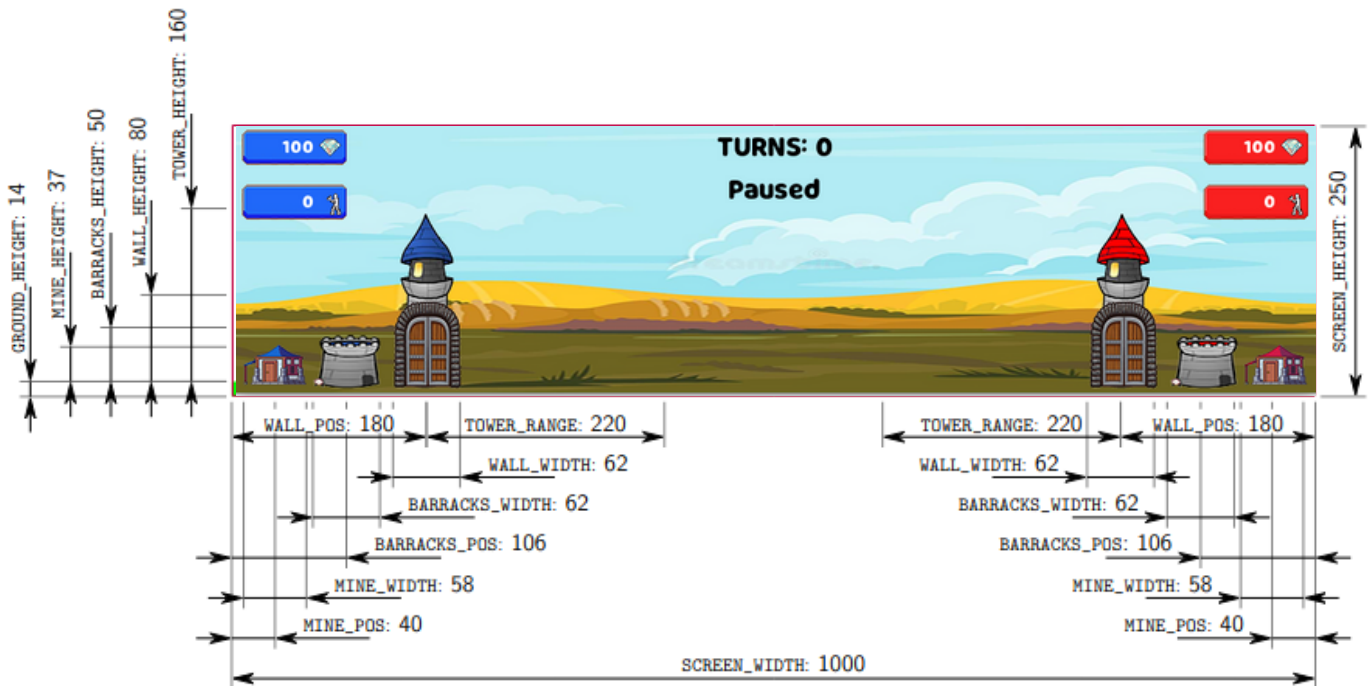 GROUND_HEIGHT: 14
MINE_HEIGHT: 37
BARRACKS_HEIGHT: 50
WALL_HEIGHT: 80
TOWER_HEIGHT: 160
100
0
TURNS: 0
Paused
100
0
SCREEN_HEIGHT: 250
WALL_POS: 180
TOWER_RANGE: 220
TOWER_RANGE: 220
WALL_POS: 180
WALL_WIDTH: 62
WALL_WIDTH: 62
BARRACKS_WIDTH: 62
BARRACKS_WIDTH: 62
BARRACKS_POS: 106
BARRACKS_POS: 106
MINE_WIDTH: 58
MINE_WIDTH: 58
MINE_POS: 40
MINE_POS: 40
SCREEN_WIDTH: 1000